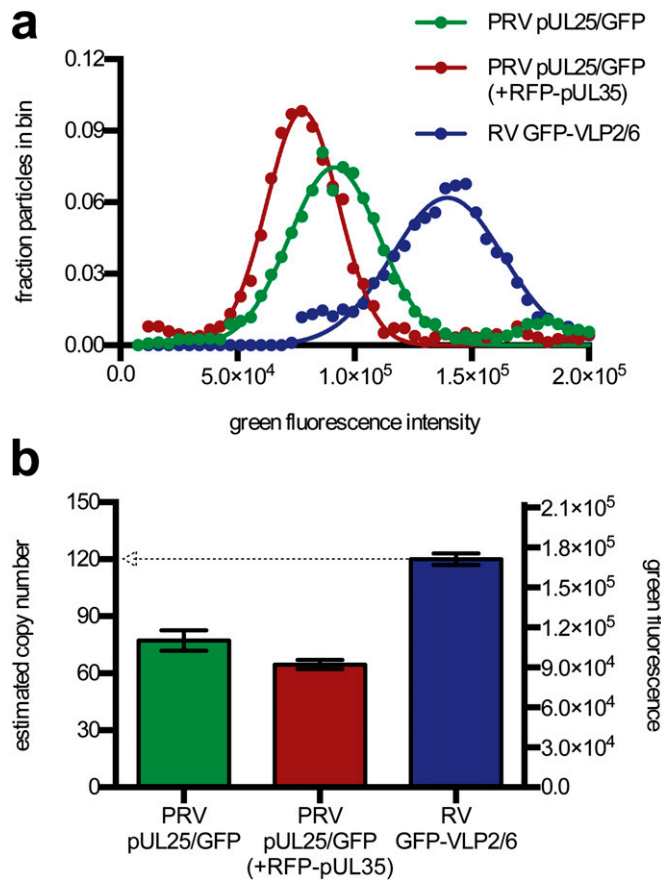 a
PRV pUL25/GFP
PRV pUL25/GFP
(+RFP-pUL35)
RV GFP-VLP2/6
fraction particles in bin
0.12
0.09
0.06
0.03
0.00
0.0
5.0×10⁴
1.0×10⁵
1.5×10⁵
2.0×10⁵
green fluorescence intensity
b
estimated copy number
150
120
90
60
30
0
2.1×10⁵
1.8×10⁵
1.5×10⁵
1.2×10⁵
9.0×10⁴
6.0×10⁴
3.0×10⁴
0.0
green fluorescence
PRV
pUL25/GFP
PRV
pUL25/GFP
(+RFP-pUL35)
RV
GFP-VLP2/6